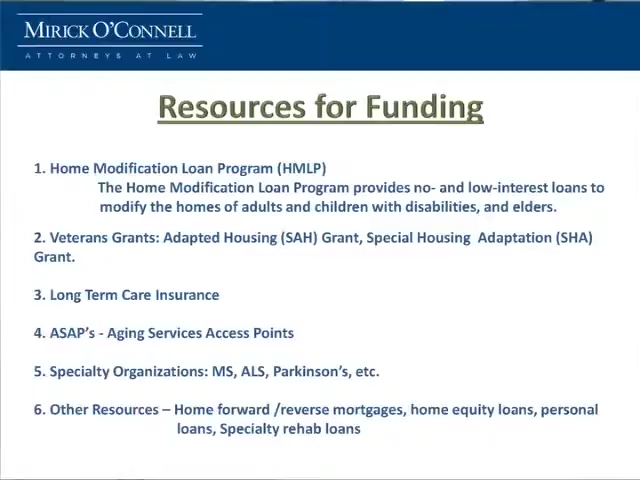 MIRICK O'CONNELL
ATTORNEYS AT LAW
Resources for Funding
1. Home Modification Loan Program (HMLP)
The Home Modification Loan Program provides no- and low-interest loans to
modify the homes of adults and children with disabilities, and elders.
2. Veterans Grants: Adapted Housing (SAH) Grant, Special Housing  Adaptation (SHA)
Grant.
3. Long Term Care Insurance
4. ASAP's - Aging Services Access Points
5. Specialty Organizations: MS, ALS, Parkinson's, etc.
6. Other Resources – Home forward /reverse mortgages, home equity loans, personal
loans, Specialty rehab loans